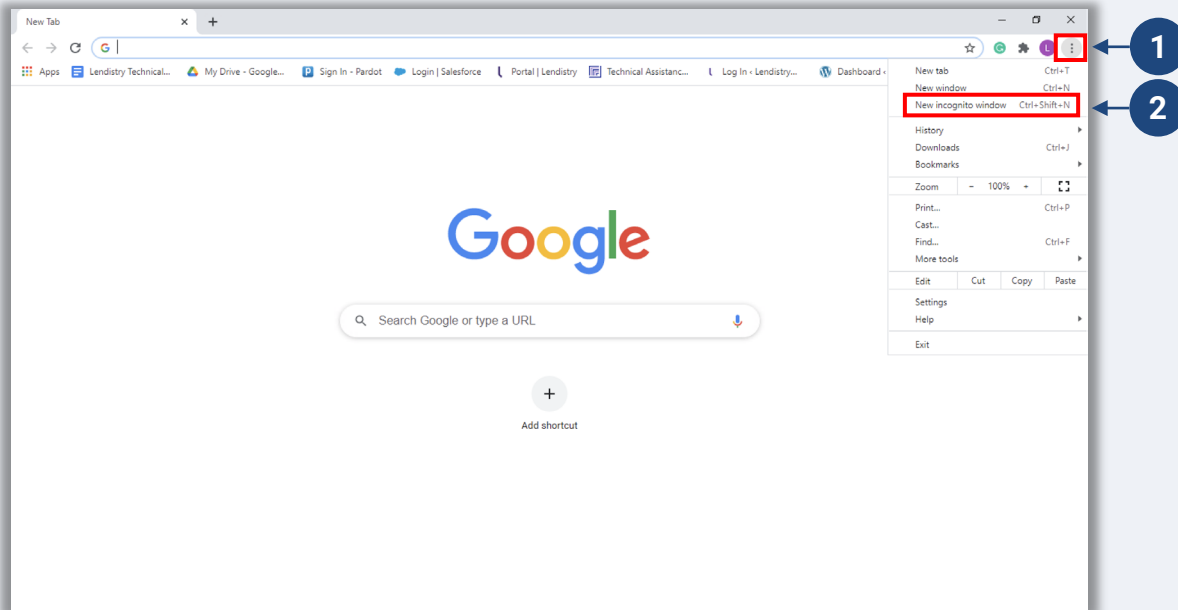 New Tab
1
Apps Lendistry Technical... My Drive - Google... Sign In - Pardot Login | Salesforce Portal | Lendistry Technical Assistanc... Log In ‹ Lendistry... Dashboard ‹
New tab Ctrl+T
New window Ctrl+N
New incognito window Ctrl+Shift+N
2
History
Downloads Ctrl+J
Bookmarks
Zoom - 100% +
Print... Ctrl+P
Cast...
Find... Ctrl+F
More tools
Edit Cut Copy Paste
Settings
Help
Exit
Google
Search Google or type a URL
Add shortcut